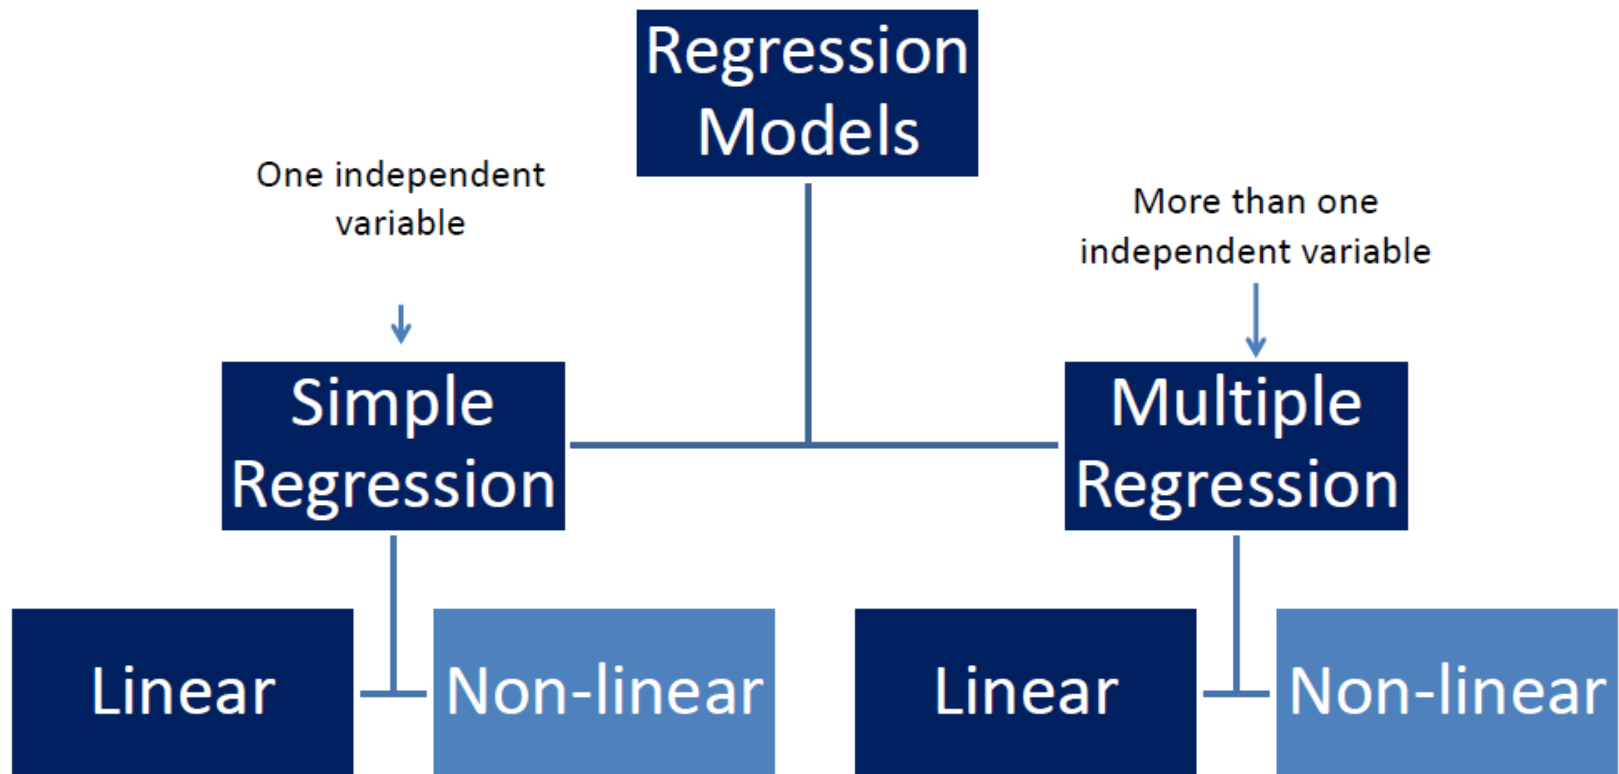 Regression
Models
One independent
variable
More than one
independent variable
Simple
Regression
Multiple
Regression
Linear
Non-linear
Linear
Non-linear